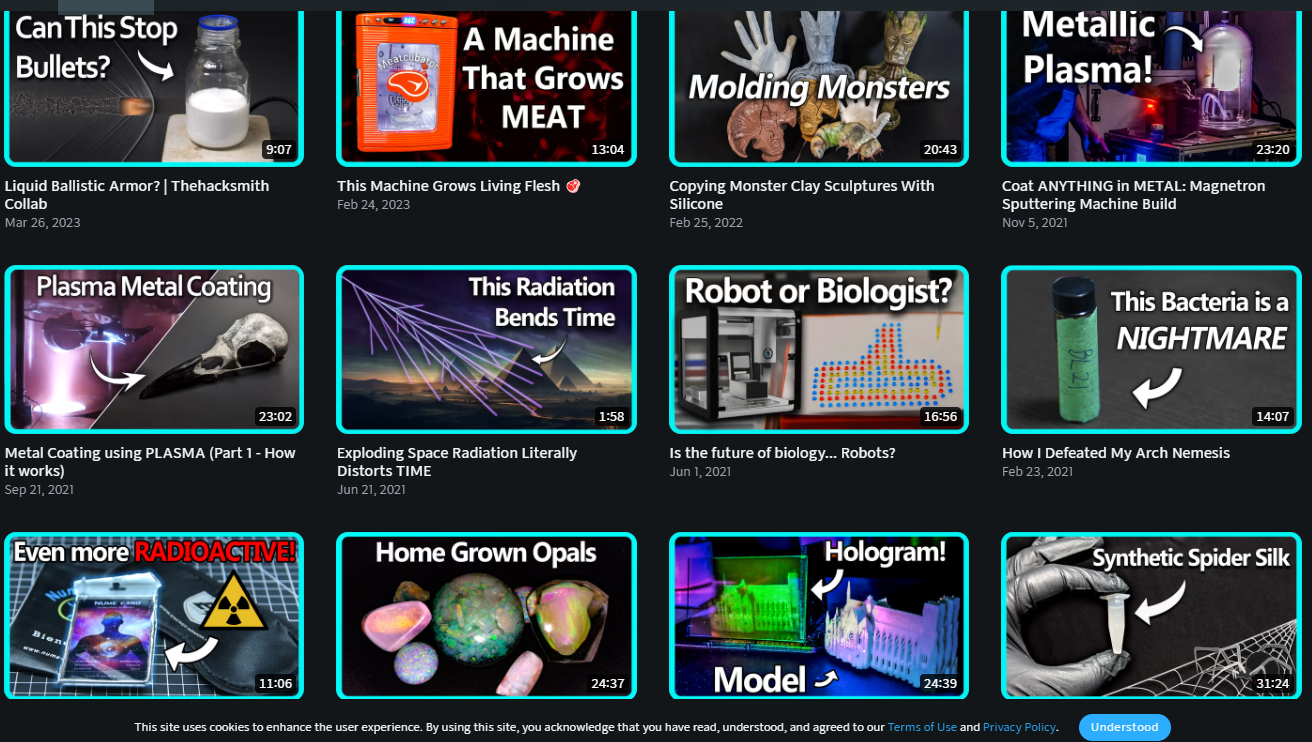 Can This Stop
Bullets?
9:07
Liquid Ballistic Armor? | Thehacksmith
Collab
Mar 26, 2023
Meatcubator
A Machine
That Grows
MEAT
13:04
This Machine Grows Living Flesh 🥩
Feb 24, 2023
Molding Monsters
20:43
Copying Monster Clay Sculptures With
Silicone
Feb 25, 2022
Metallic
Plasma!
23:20
Coat ANYTHING in METAL: Magnetron
Sputtering Machine Build
Nov 5, 2021
Plasma Metal Coating
23:02
Metal Coating using PLASMA (Part 1 - How
it works)
Sep 21, 2021
This Radiation
Bends Time
1:58
Exploding Space Radiation Literally
Distorts TIME
Jun 21, 2021
Robot or Biologist?
16:56
Is the future of biology... Robots?
Jun 1, 2021
This Bacteria is a
NIGHTMARE
BL21
14:07
How I Defeated My Arch Nemesis
Feb 23, 2021
Even more RADIOACTIVE!
NUME CARD
11:06
Home Grown Opals
24:37
Hologram!
Model
24:39
Synthetic Spider Silk
31:24
This site uses cookies to enhance the user experience. By using this site, you acknowledge that you have read, understood, and agreed to our Terms of Use and Privacy Policy.
Understood